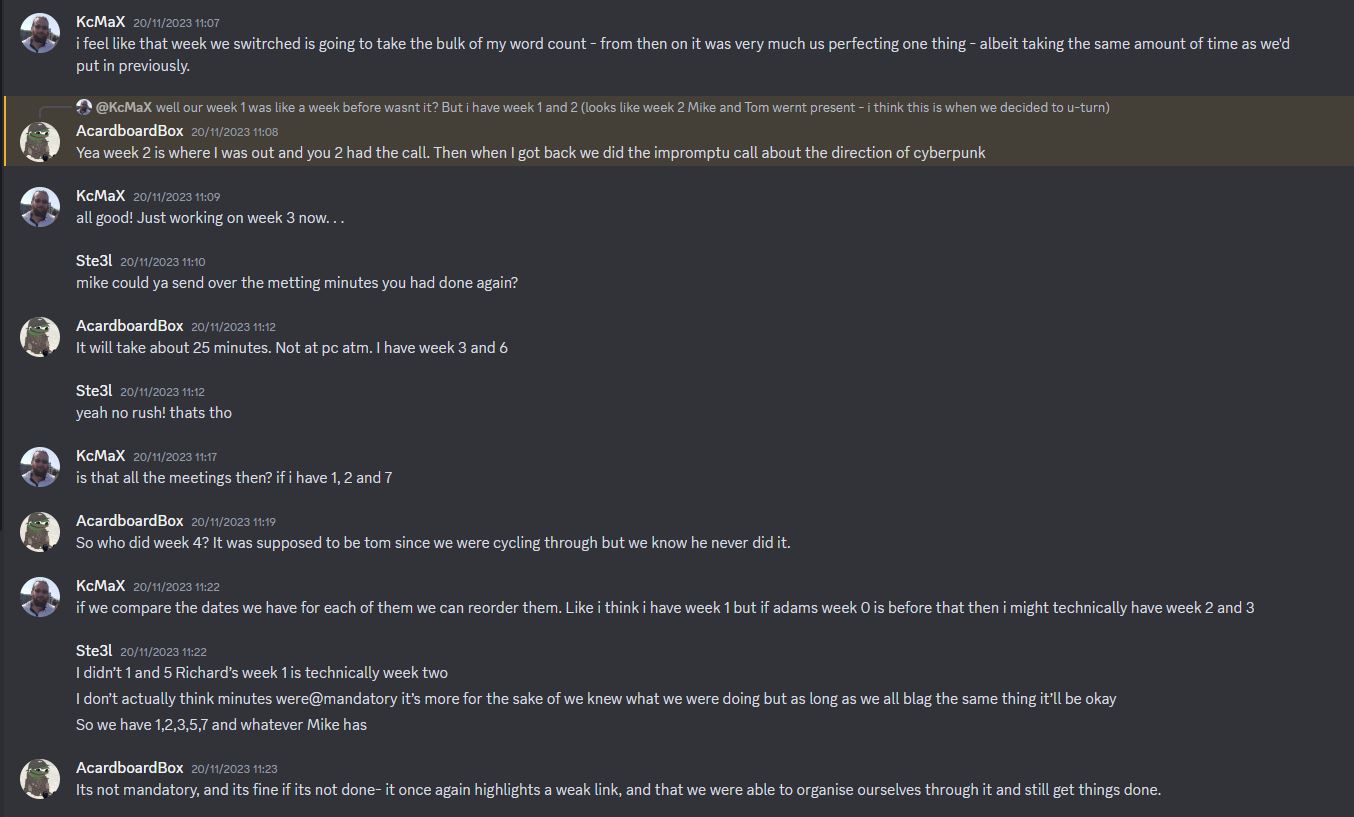 KcMaX 20/11/2023 11:07
i feel like that week we switrched is going to take the bulk of my word count - from then on it was very much us perfecting one thing - albeit taking the same amount of time as we'd
put in previously.
@KcMaX well our week 1 was like a week before wasnt it? But i have week 1 and 2 (looks like week 2 Mike and Tom wernt present - i think this is when we decided to u-turn)
AcardboardBox 20/11/2023 11:08
Yea week 2 is where I was out and you 2 had the call. Then when I got back we did the impromptu call about the direction of cyberpunk
KcMaX 20/11/2023 11:09
all good! Just working on week 3 now. . .
Ste3l 20/11/2023 11:10
mike could ya send over the metting minutes you had done again?
AcardboardBox 20/11/2023 11:12
It will take about 25 minutes. Not at pc atm. I have week 3 and 6
Ste3l 20/11/2023 11:12
yeah no rush! thats tho
KcMaX 20/11/2023 11:17
is that all the meetings then? if i have 1, 2 and 7
AcardboardBox 20/11/2023 11:19
So who did week 4? It was supposed to be tom since we were cycling through but we know he never did it.
KcMaX 20/11/2023 11:22
if we compare the dates we have for each of them we can reorder them. Like i think i have week 1 but if adams week 0 is before that then i might technically have week 2 and 3
Ste3l 20/11/2023 11:22
I didn't 1 and 5 Richard's week 1 is technically week two
I don't actually think minutes were@mandatory it's more for the sake of we knew what we were doing but as long as we all blag the same thing it'll be okay
So we have 1,2,3,5,7 and whatever Mike has
AcardboardBox 20/11/2023 11:23
Its not mandatory, and its fine if its not done- it once again highlights a weak link, and that we were able to organise ourselves through it and still get things done.